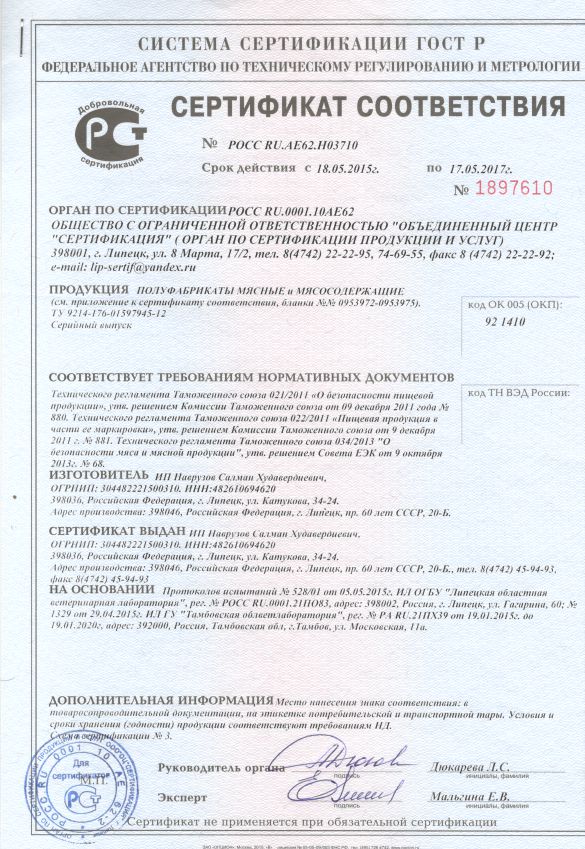 СИСТЕМА СЕРТИФИКАЦИИ ГОСТ Р
ФЕДЕРАЛЬНОЕ АГЕНТСТВО ПО ТЕХНИЧЕСКОМУ РЕГУЛИРОВАНИЮ И МЕТРОЛОГИИ
Добровольная
сертификация
СЕРТИФИКАТ СООТВЕТСТВИЯ
№ РОСС RU.АЕ62.Н03710
Срок действия с 18.05.2015г. по 17.05.2017г.
№ 1897610
ОРГАН ПО СЕРТИФИКАЦИИ РОСС RU.0001.10АЕ62
ОБЩЕСТВО С ОГРАНИЧЕННОЙ ОТВЕТСТВЕННОСТЬЮ "ОБЪЕДИНЕННЫЙ ЦЕНТР
"СЕРТИФИКАЦИЯ" ( ОРГАН ПО СЕРТИФИКАЦИИ ПРОДУКЦИИ И УСЛУГ)
398001, г. Липецк, ул. 8 Марта, 17/2, тел. 8(4742) 22-22-95, 74-69-55, факс 8 (4742) 22-22-92;
e-mail: lip-sertif@yandex.ru
ПРОДУКЦИЯ ПОЛУФАБРИКАТЫ МЯСНЫЕ и МЯСОСОДЕРЖАЩИЕ
(см. приложение к сертификату соответствия, бланки №№ 0953972-0953975).
ТУ 9214-176-01597945-12
Серийный выпуск
код ОК 005 (ОКП):
92 1410
СООТВЕТСТВУЕТ ТРЕБОВАНИЯМ НОРМАТИВНЫХ ДОКУМЕНТОВ
Технического регламента Таможенного союза 021/2011 «О безопасности пищевой
продукции», утв. решением Комиссии Таможенного союза от 09 декабря 2011 года №
880. Технического регламента Таможенного союза 022/2011 «Пищевая продукция в
части ее маркировки», утв. решением Комиссии Таможенного союза от 9 декабря
2011 г. № 881. Технического регламента Таможенного союза 034/2013 "О
безопасности мяса и мясной продукции", утв. решением Совета ЕЭК от 9 октября
2013г. № 68.
код ТН ВЭД России:
ИЗГОТОВИТЕЛЬ ИП Наврузов Салман Худавердиевич,
ОГРНИП: 304482221500310. ИНН:482610694620
398036, Российская Федерация, г. Липецк, ул. Катукова, 34-24.
Адрес производства: 398046, Российская Федерация, г. Липецк, пр. 60 лет СССР, 20-Б.
СЕРТИФИКАТ ВЫДАН ИП Наврузов Салман Худавердиевич.
ОГРНИП: 304482221500310. ИНН:482610694620
398036, Российская Федерация, г. Липецк, ул. Катукова, 34-24.
Адрес производства: 398046, Российская Федерация, г. Липецк, пр. 60 лет СССР, 20-Б., тел. 8(4742) 45-94-93,
факс 8(4742) 45-94-93
НА ОСНОВАНИИ Протоколов испытаний № 528/01 от 05.05.2015г. ИЛ ОГБУ "Липецкая областная
ветеринарная лаборатория", рег. № РОСС RU.0001.21ПО83, адрес: 398002, Россия, г. Липецк, ул. Гагарина, 60; №
1329 от 29.04.2015г. ИЛ ГУ "Тамбовская облветлаборатория", рег. № РА RU.21ПХ39 от 19.01.2015г. до
19.01.2020г, адрес: 392000, Россия, Тамбовская обл, г.Тамбов, ул. Московская, 11а.
ДОПОЛНИТЕЛЬНАЯ ИНФОРМАЦИЯ Место нанесения знака соответствия: в
товаросопроводительной документации, на этикетке потребительской и транспортной тары. Условия и
сроки хранения (годности) продукции соответствуют требованиям НД.
Схема сертификации № 3.
Для
сертификатов
М.П.
Руководитель органа
подпись
Дюкарева Л.С.
инициалы, фамилия
Эксперт
подпись
Мальгина Е.В.
инициалы, фамилия
Сертификат не применяется при обязательной сертификации